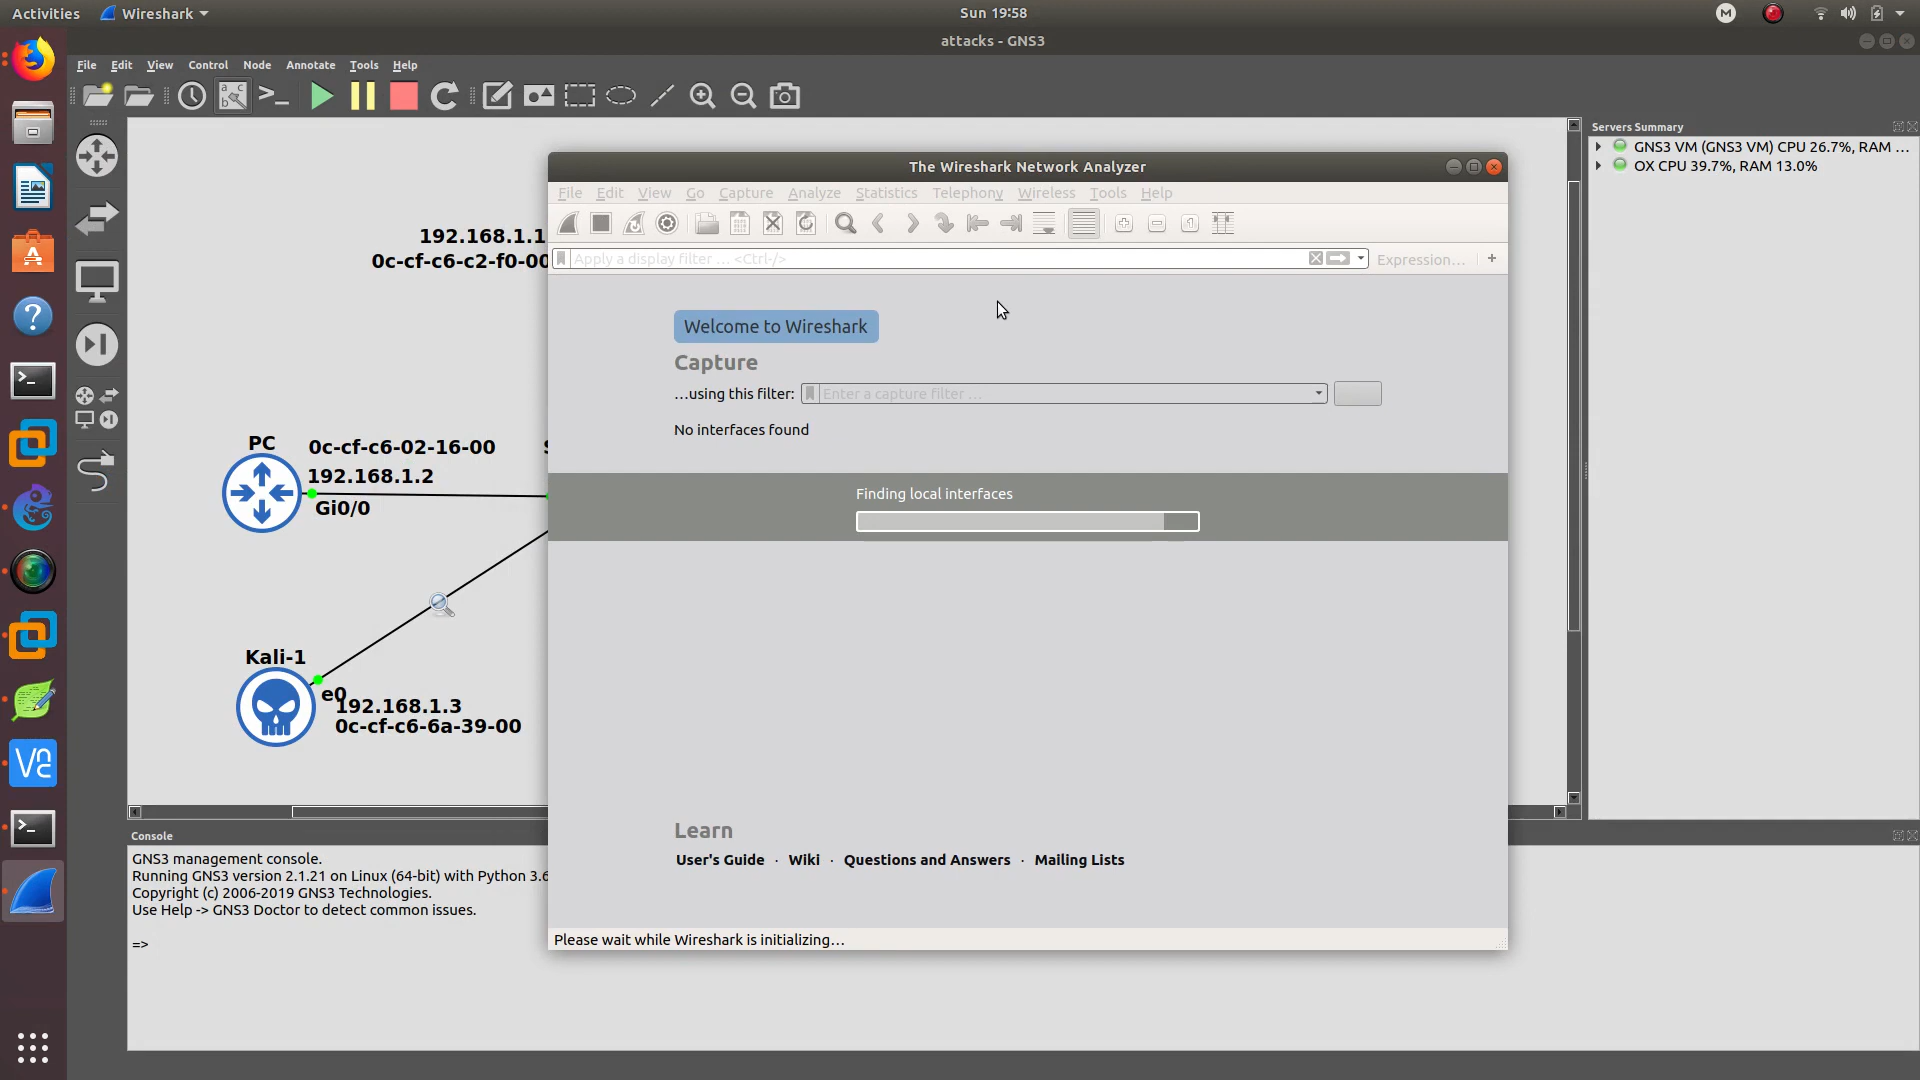 Activities
Wireshark
Sun 19:58
M
attacks - GNS3
File Edit View Control Node Annotate Tools Help
Servers Summary
GNS3 VM (GNS3 VM) CPU 26.7%, RAM ...
OX CPU 39.7%, RAM 13.0%
192.168.1.1
0c-cf-c6-c2-f0-00
PC
0c-cf-c6-02-16-00
192.168.1.2
Gi0/0
Kali-1
e0
192.168.1.3
0c-cf-c6-6a-39-00
The Wireshark Network Analyzer
File Edit View Go Capture Analyze Statistics Telephony Wireless Tools Help
Apply a display filter ... <Ctrl-/>
Expression…
+
Welcome to Wireshark
Capture
…using this filter:
Enter a capture filter …
No interfaces found
Finding local interfaces
Learn
User's Guide · Wiki · Questions and Answers · Mailing Lists
Please wait while Wireshark is initializing…
Console
GNS3 management console.
Running GNS3 version 2.1.21 on Linux (64-bit) with Python 3.6
Copyright (c) 2006-2019 GNS3 Technologies.
Use Help -> GNS3 Doctor to detect common issues.
=>